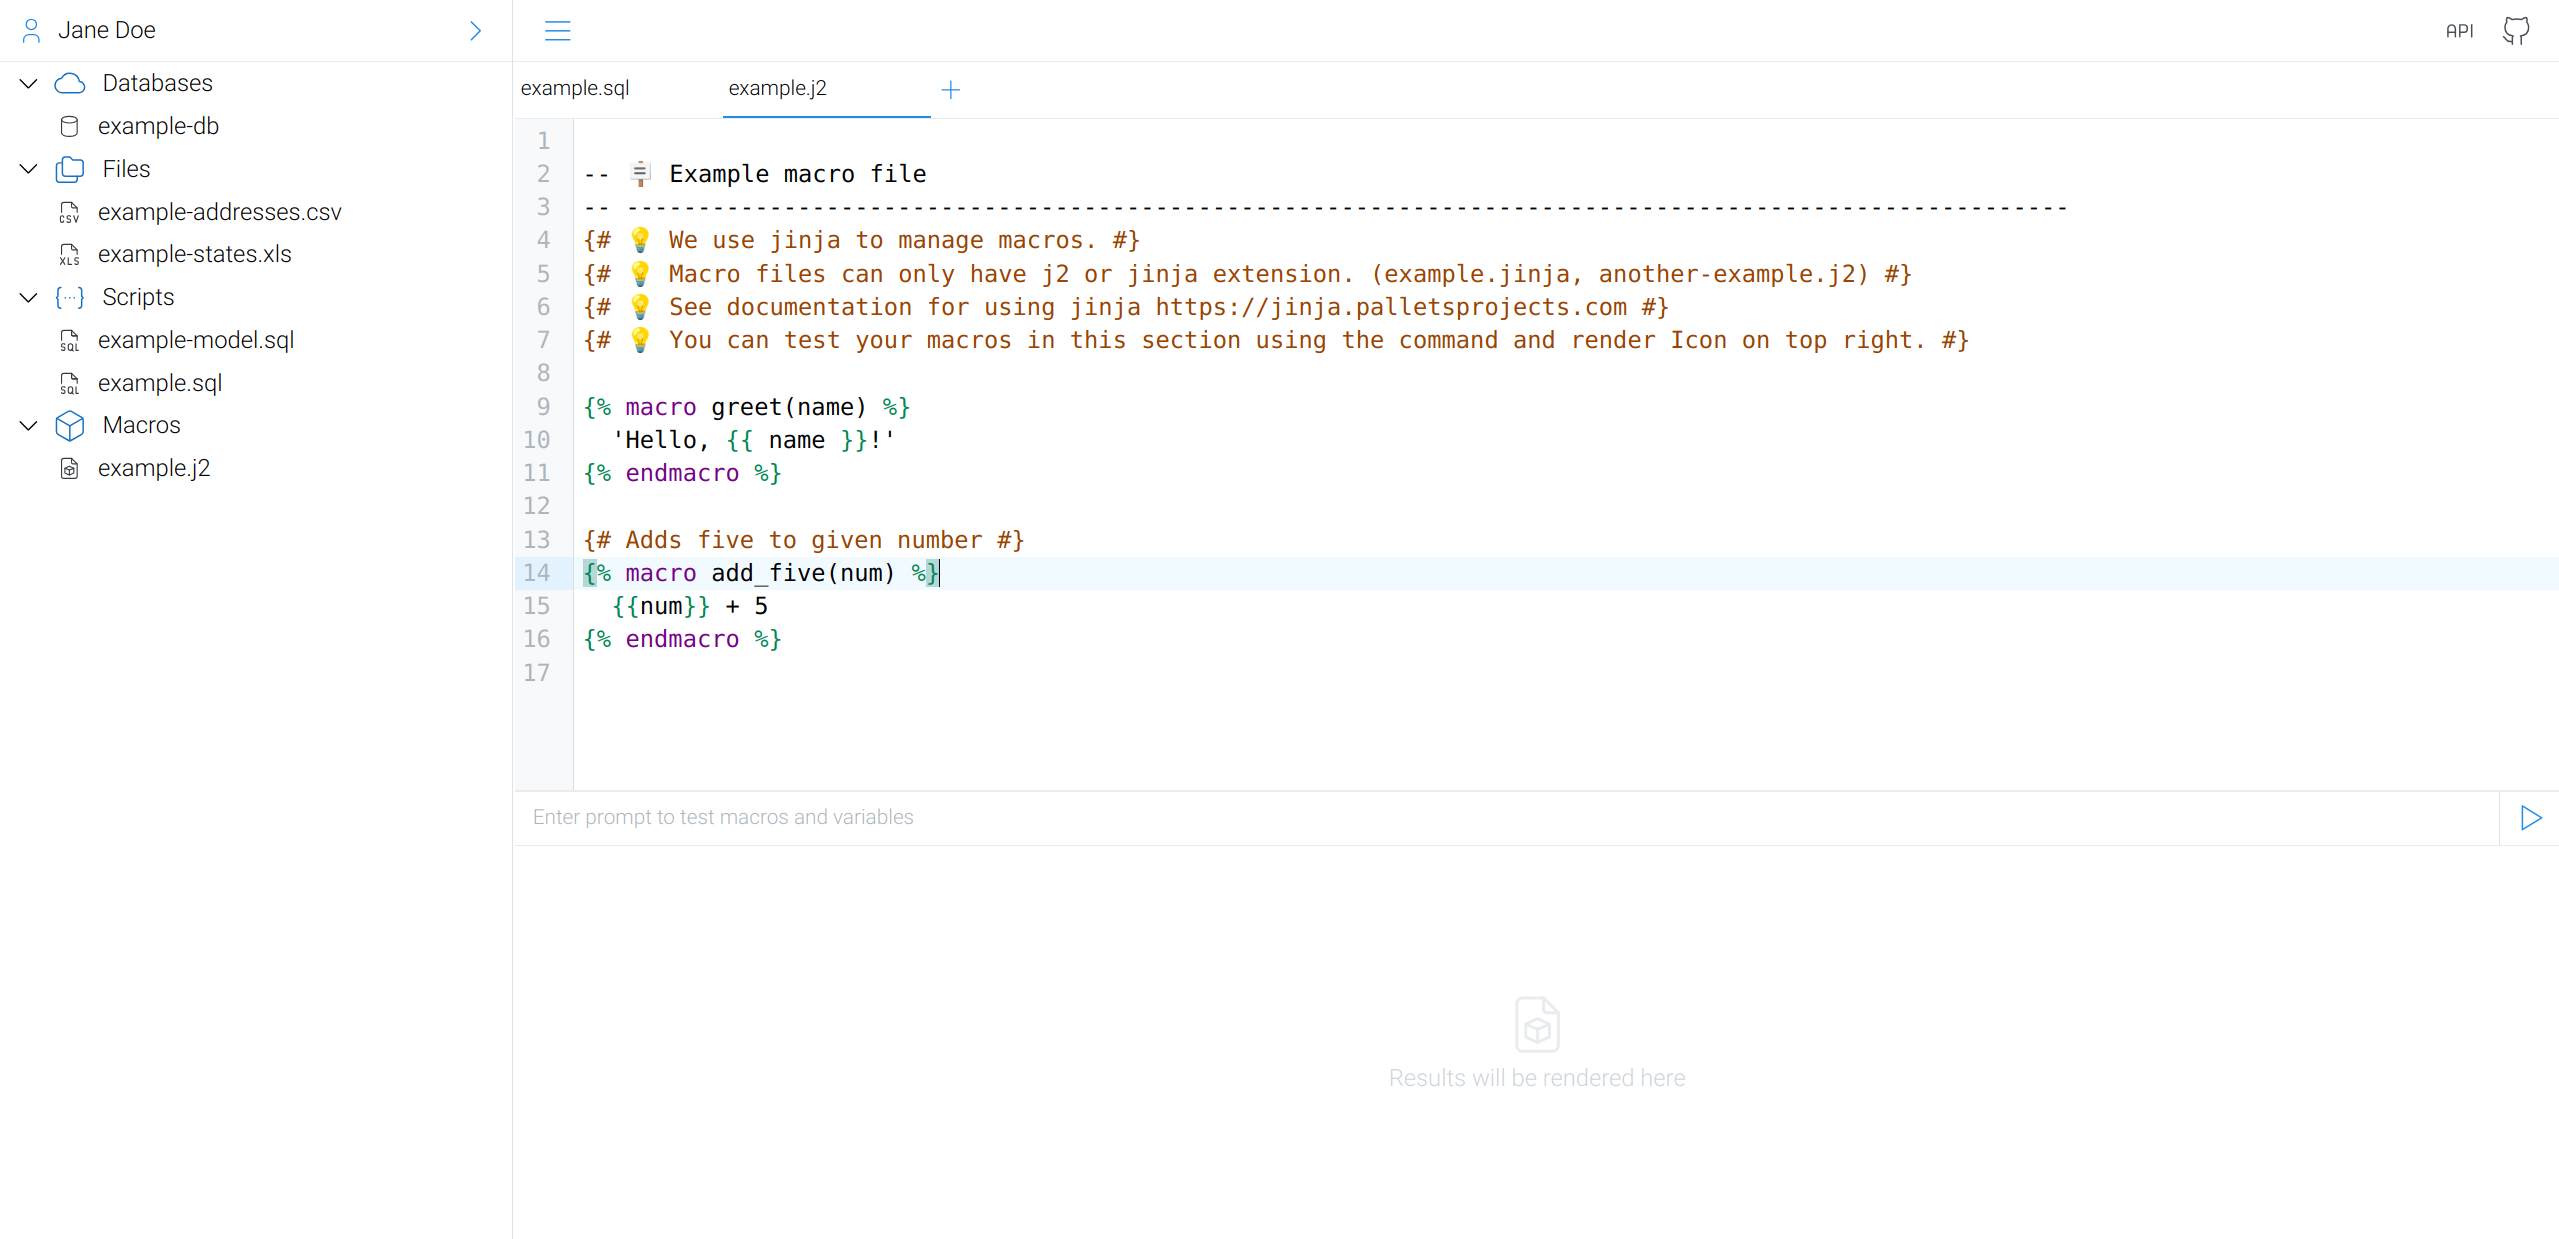 Jane Doe
API
Databases
example-db
Files
CSV example-addresses.csv
XLS example-states.xls
{...} Scripts
SQL example-model.sql
SQL example.sql
Macros
example.j2
example.sql example.j2 +
1
2 -- 🪧 Example macro file
3 -- -----------------------------------------------------------------------------------------------------
4 {# 💡 We use jinja to manage macros. #}
5 {# 💡 Macro files can only have j2 or jinja extension. (example.jinja, another-example.j2) #}
6 {# 💡 See documentation for using jinja https://jinja.palletsprojects.com #}
7 {# 💡 You can test your macros in this section using the command and render Icon on top right. #}
8
9 {% macro greet(name) %}
10 'Hello, {{ name }}!'
11 {% endmacro %}
12
13 {# Adds five to given number #}
14 {% macro add_five(num) %}
15 {{num}} + 5
16 {% endmacro %}
17
Enter prompt to test macros and variables
Results will be rendered here